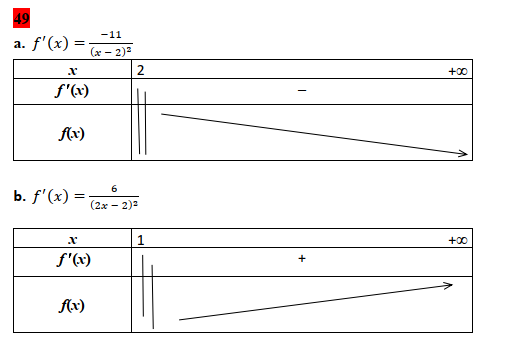 49
a. f'(x) = -11/(x – 2)²
x 2 +∞
f'(x) –
f(x)
b. f'(x) = 6/(2x – 2)²
x 1 +∞
f'(x) +
f(x)